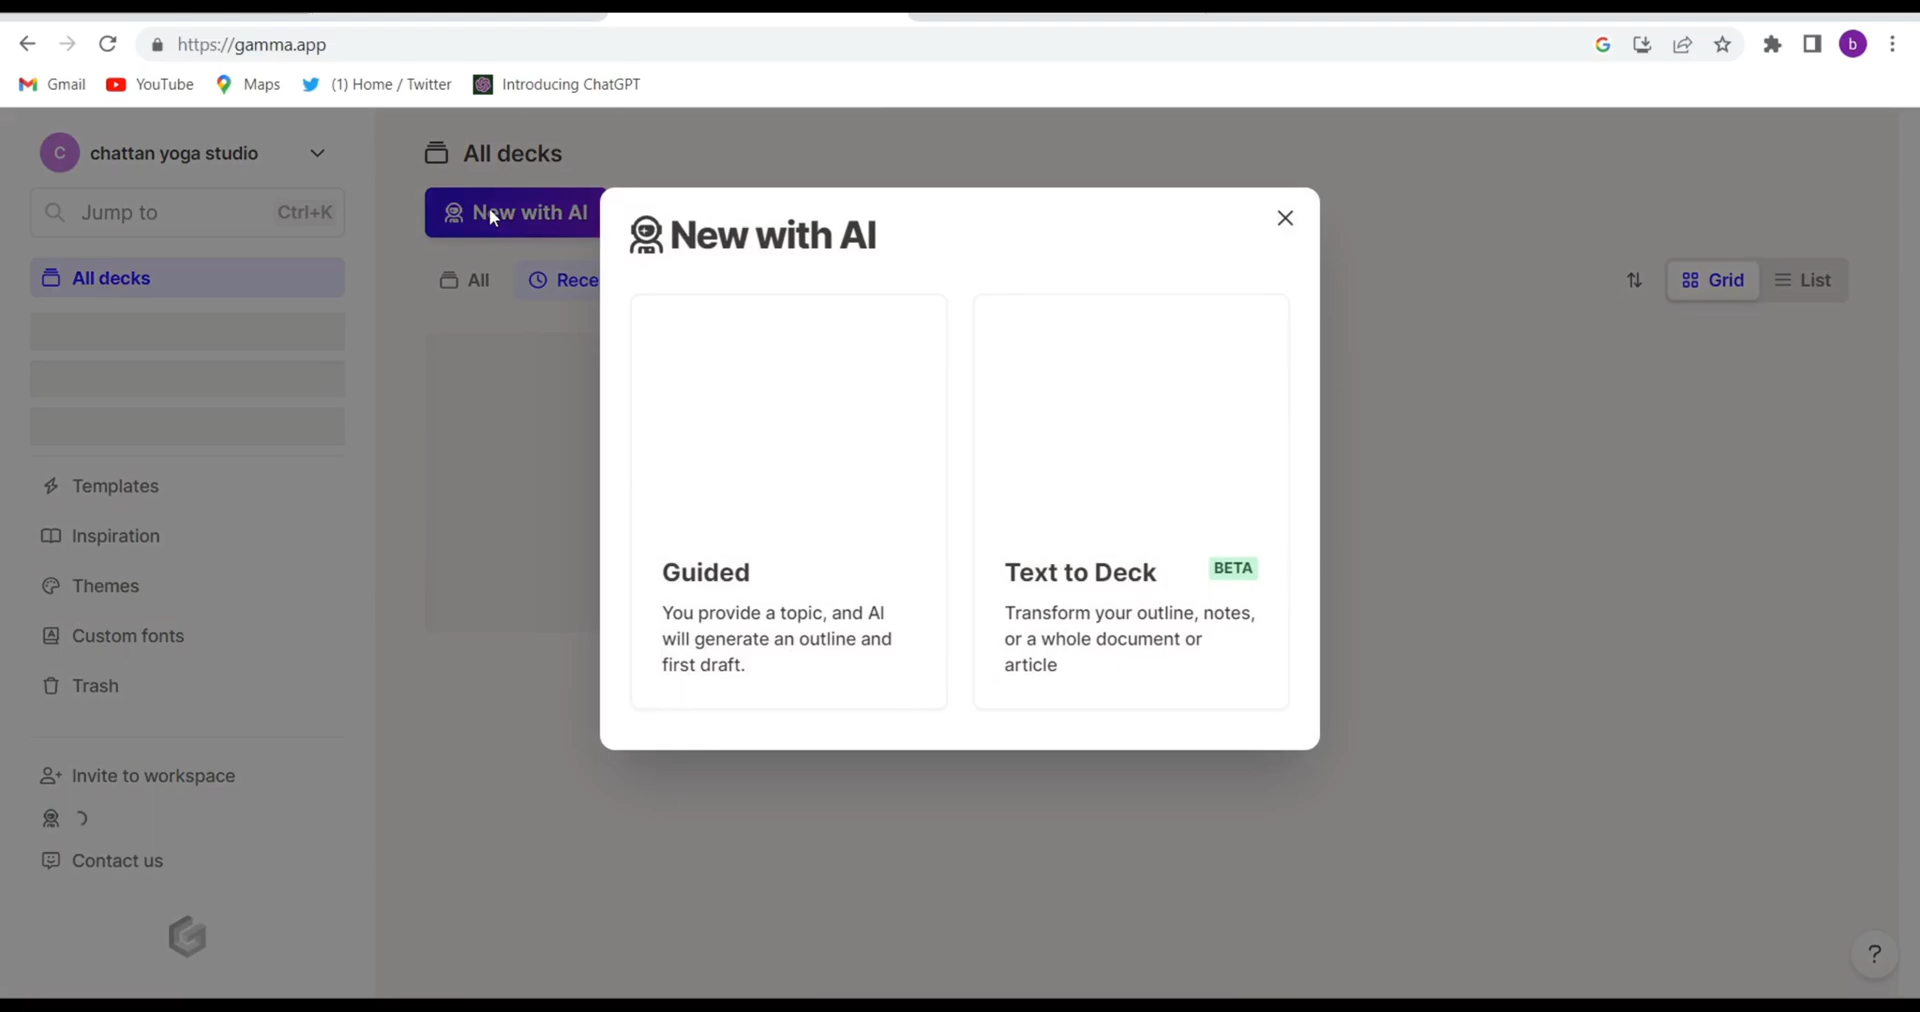 https://gamma.app
b
Gmail
YouTube
Maps
(1) Home / Twitter
Introducing ChatGPT
C
chattan yoga studio
Jump to
Ctrl+K
All decks
Templates
Inspiration
Themes
Custom fonts
Trash
Invite to workspace
Contact us
All decks
New with AI
All
Rece
Grid
List
New with AI
Guided
You provide a topic, and AI
will generate an outline and
first draft.
Text to Deck
BETA
Transform your outline, notes,
or a whole document or
article
?